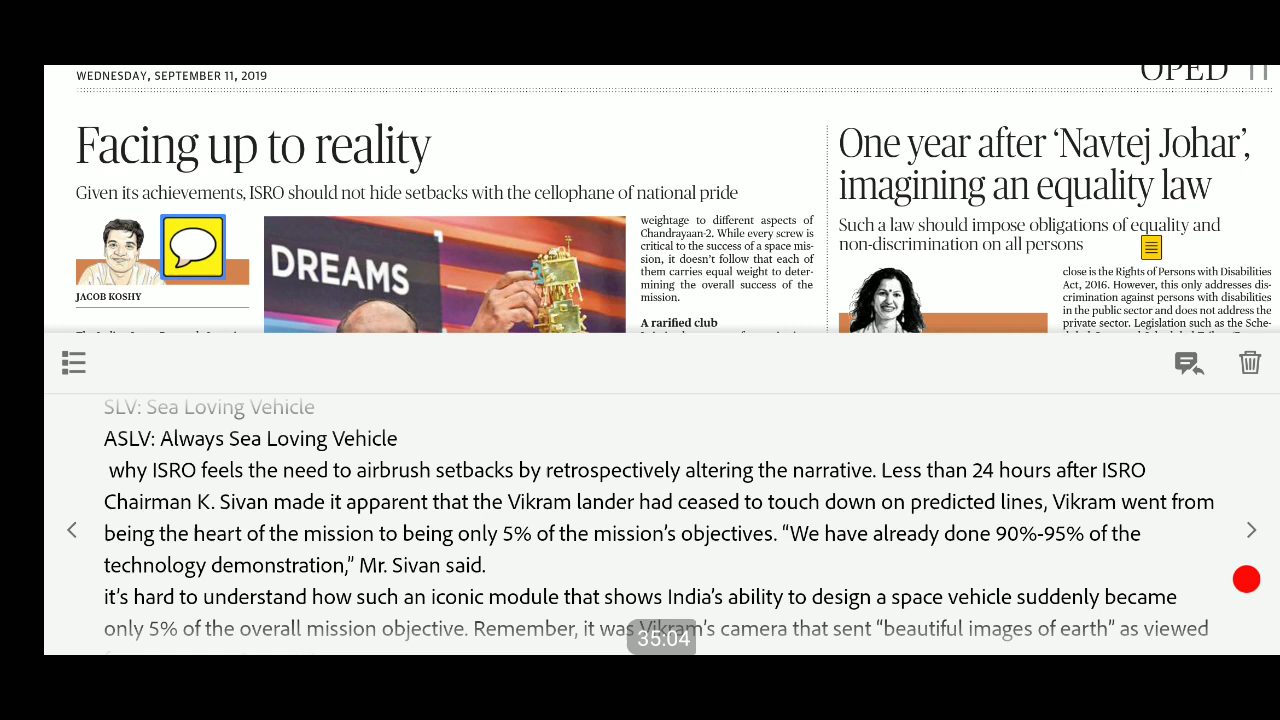 WEDNESDAY, SEPTEMBER 11, 2019
OPED 11
Facing up to reality
Given its achievements, ISRO should not hide setbacks with the cellophane of national pride
JACOB KOSHY
DREAMS
weightage to different aspects of
Chandrayaan-2. While every screw is
critical to the success of a space mis-
sion, it doesn't follow that each of
them carries equal weight to deter-
mining the overall success of the
mission.
A rarified club
One year after ‘Navtej Johar’,
imagining an equality law
Such a law should impose obligations of equality and
non-discrimination on all persons
close is the Rights of Persons with Disabilities
Act, 2016. However, this only addresses dis-
crimination against persons with disabilities
in the public sector and does not address the
private sector. Legislation such as the Sche-
SLV: Sea Loving Vehicle
ASLV: Always Sea Loving Vehicle
why ISRO feels the need to airbrush setbacks by retrospectively altering the narrative. Less than 24 hours after ISRO
Chairman K. Sivan made it apparent that the Vikram lander had ceased to touch down on predicted lines, Vikram went from
being the heart of the mission to being only 5% of the mission’s objectives. “We have already done 90%-95% of the
technology demonstration,” Mr. Sivan said.
it’s hard to understand how such an iconic module that shows India’s ability to design a space vehicle suddenly became
only 5% of the overall mission objective. Remember, it was Vikram’s camera that sent “beautiful images of earth” as viewed
35:04